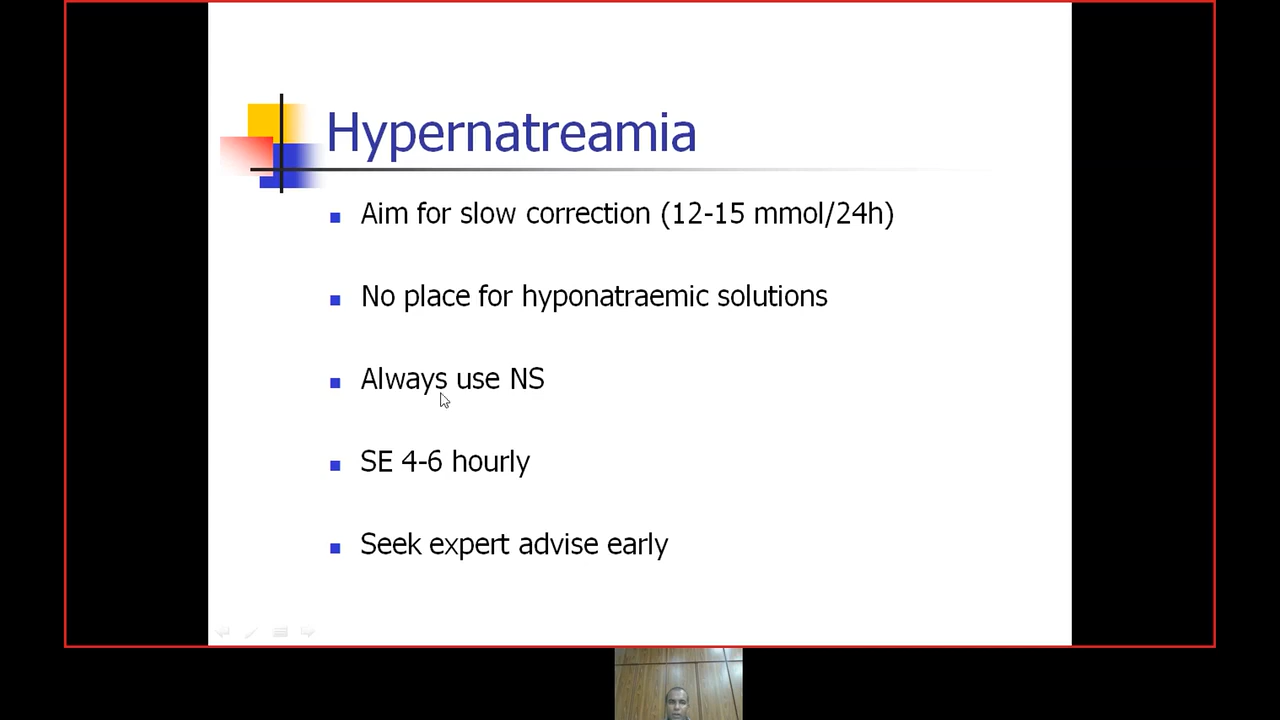 Hypernatreamia
Aim for slow correction (12-15 mmol/24h)
No place for hyponatraemic solutions
Always use NS
SE 4-6 hourly
Seek expert advise early